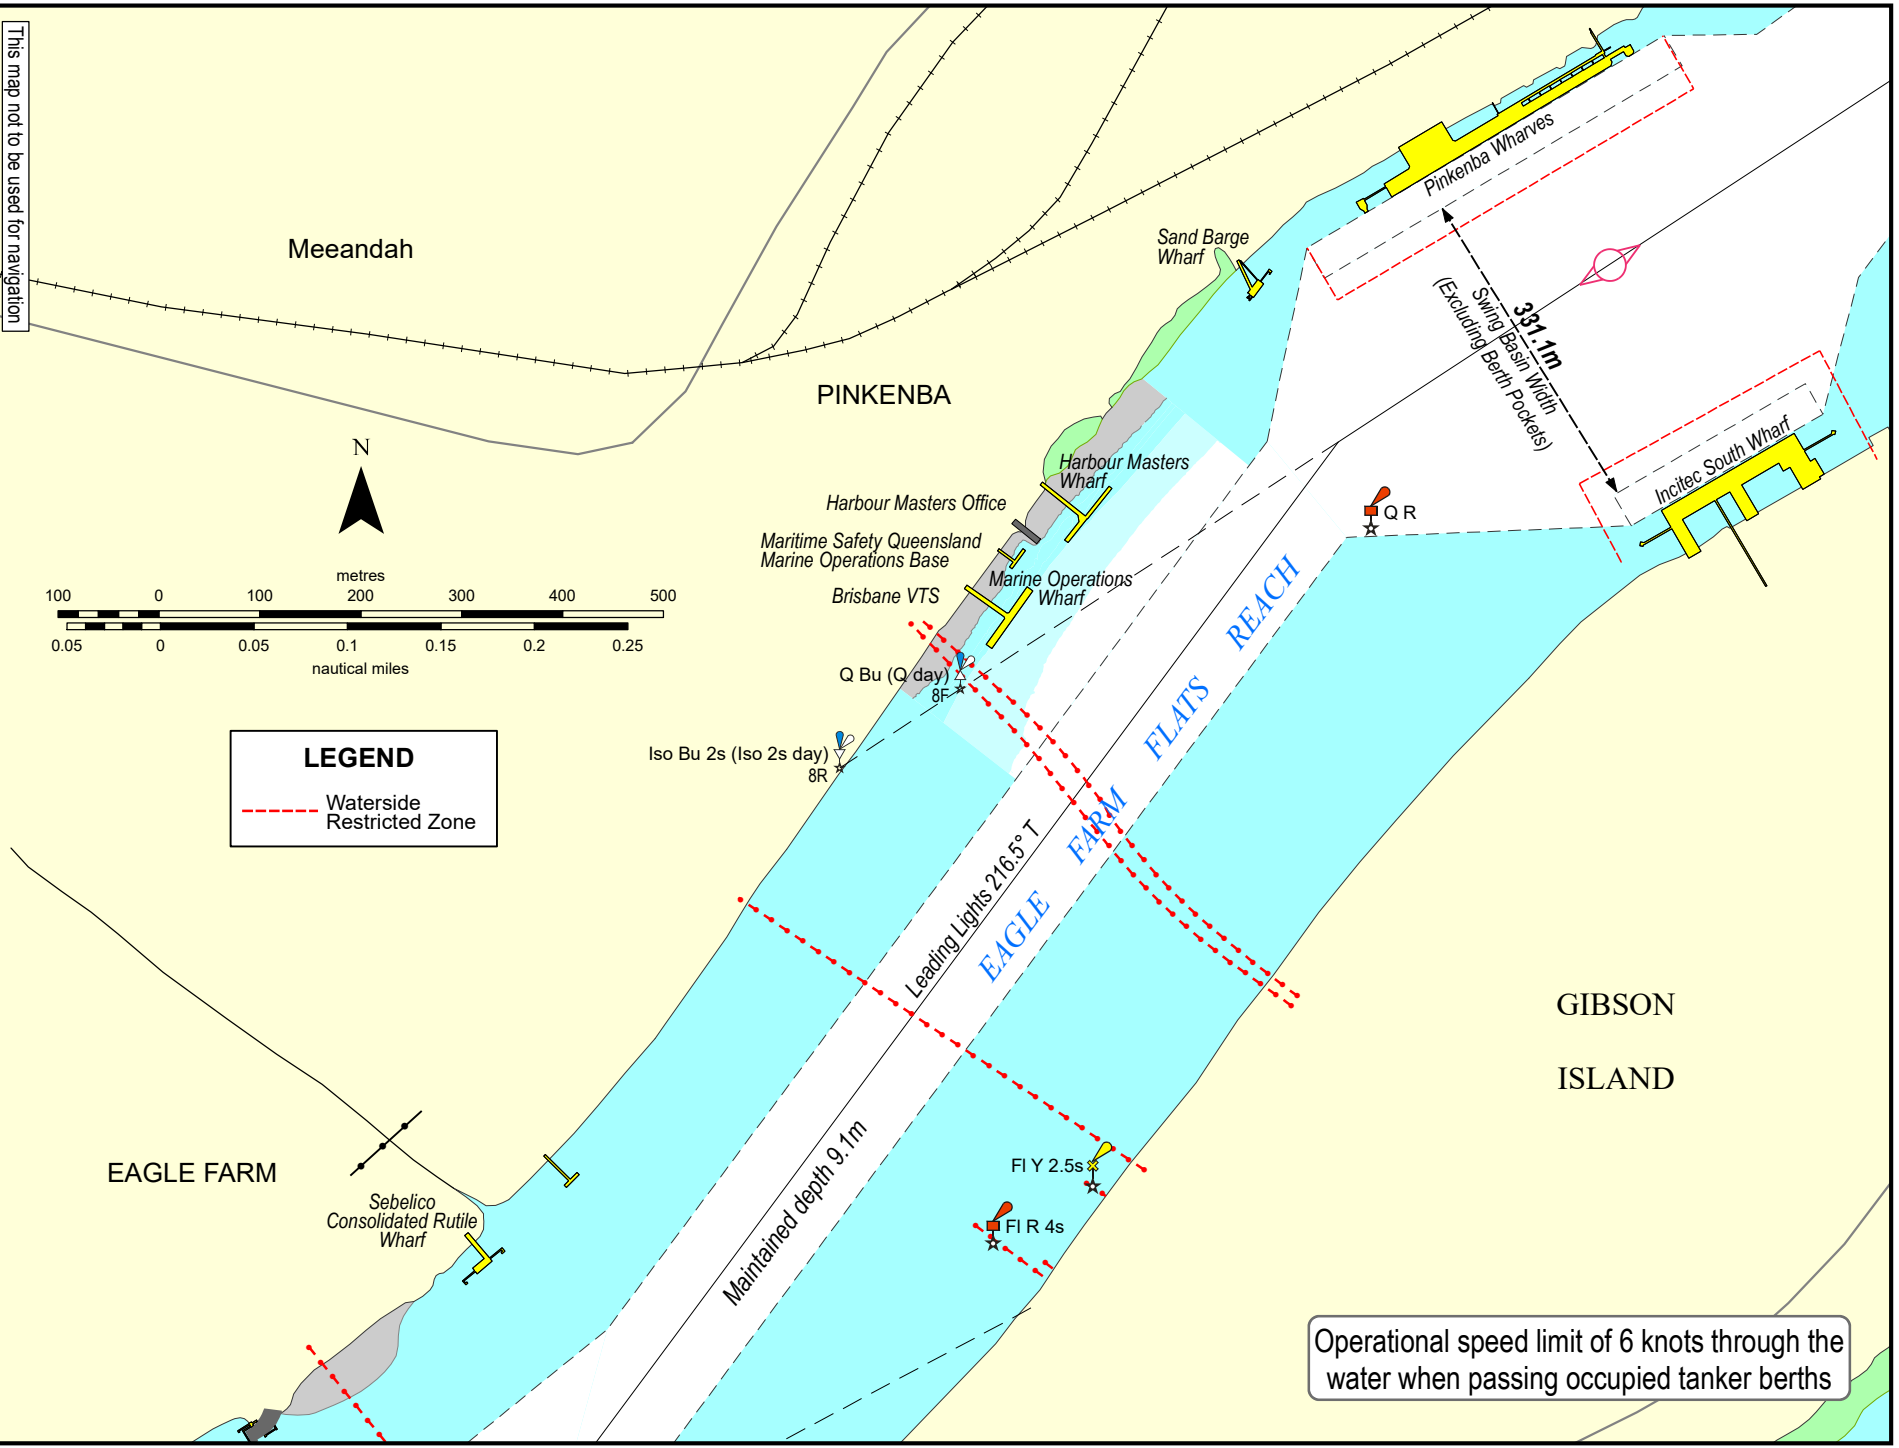 This map not to be used for navigation
Meeandah
PINKENBA
N
Pinkenba Wharves
Sand Barge
Wharf
331.1m
Swing Basin Width
(Excluding Berth Pockets)
Incitec South Wharf
Q R
Harbour Masters
Wharf
Harbour Masters Office
Maritime Safety Queensland
Marine Operations Base
Marine Operations
Wharf
Brisbane VTS
metres
100 0 100 200 300 400 500
0.05 0 0.05 0.1 0.15 0.2 0.25
nautical miles
Q Bu (Q day)
8F
Iso Bu 2s (Iso 2s day)
8R
LEGEND
Waterside
Restricted Zone
EAGLE FARM FLATS REACH
Leading Lights 216.5° T
Maintained depth 9.1m
GIBSON
ISLAND
EAGLE FARM
Sebelico
Consolidated Rutile
Wharf
Fl Y 2.5s
Fl R 4s
Operational speed limit of 6 knots through the
water when passing occupied tanker berths